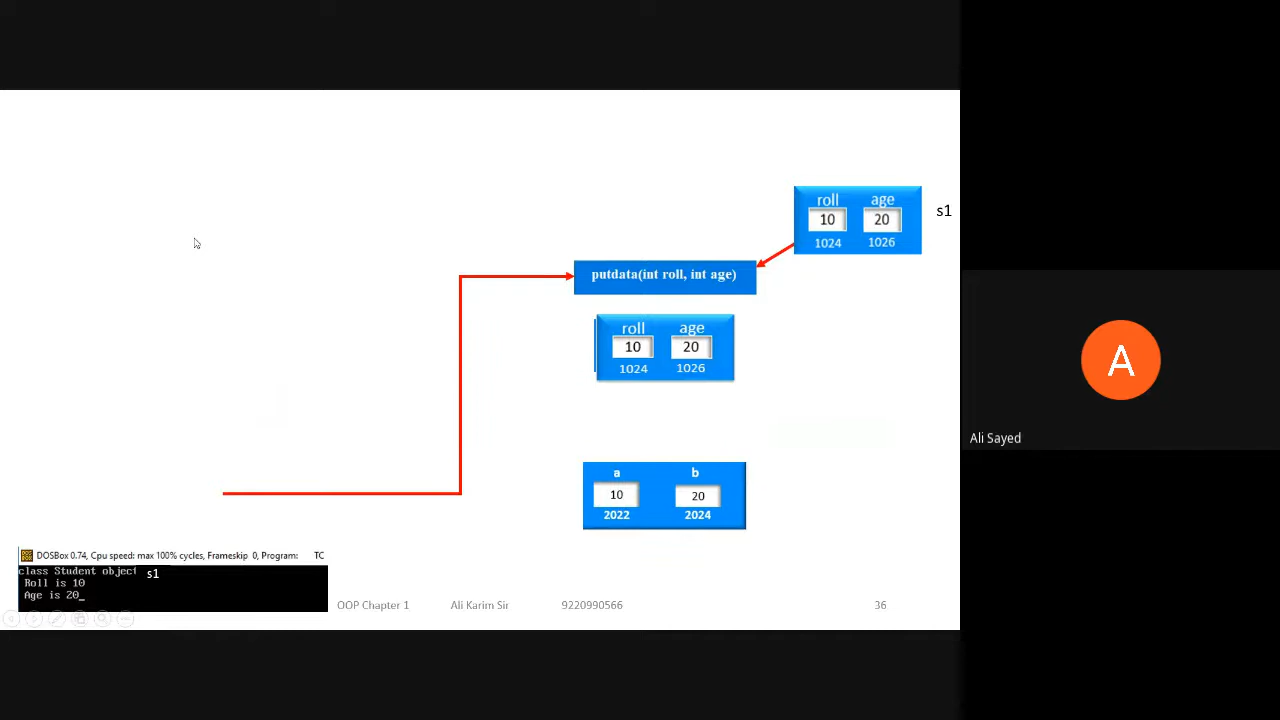 roll age
10 20 s1
1024 1026
putdata(int roll, int age)
roll age
10 20
1024 1026
A
Ali Sayed
a b
10 20
2022 2024
DOSBox 0.74, Cpu speed: max 100% cycles, Frameskip 0, Program: TC
class Student object s1
Roll is 10
Age is 20_
OOP Chapter 1 Ali Karim Sir 9220990566 36